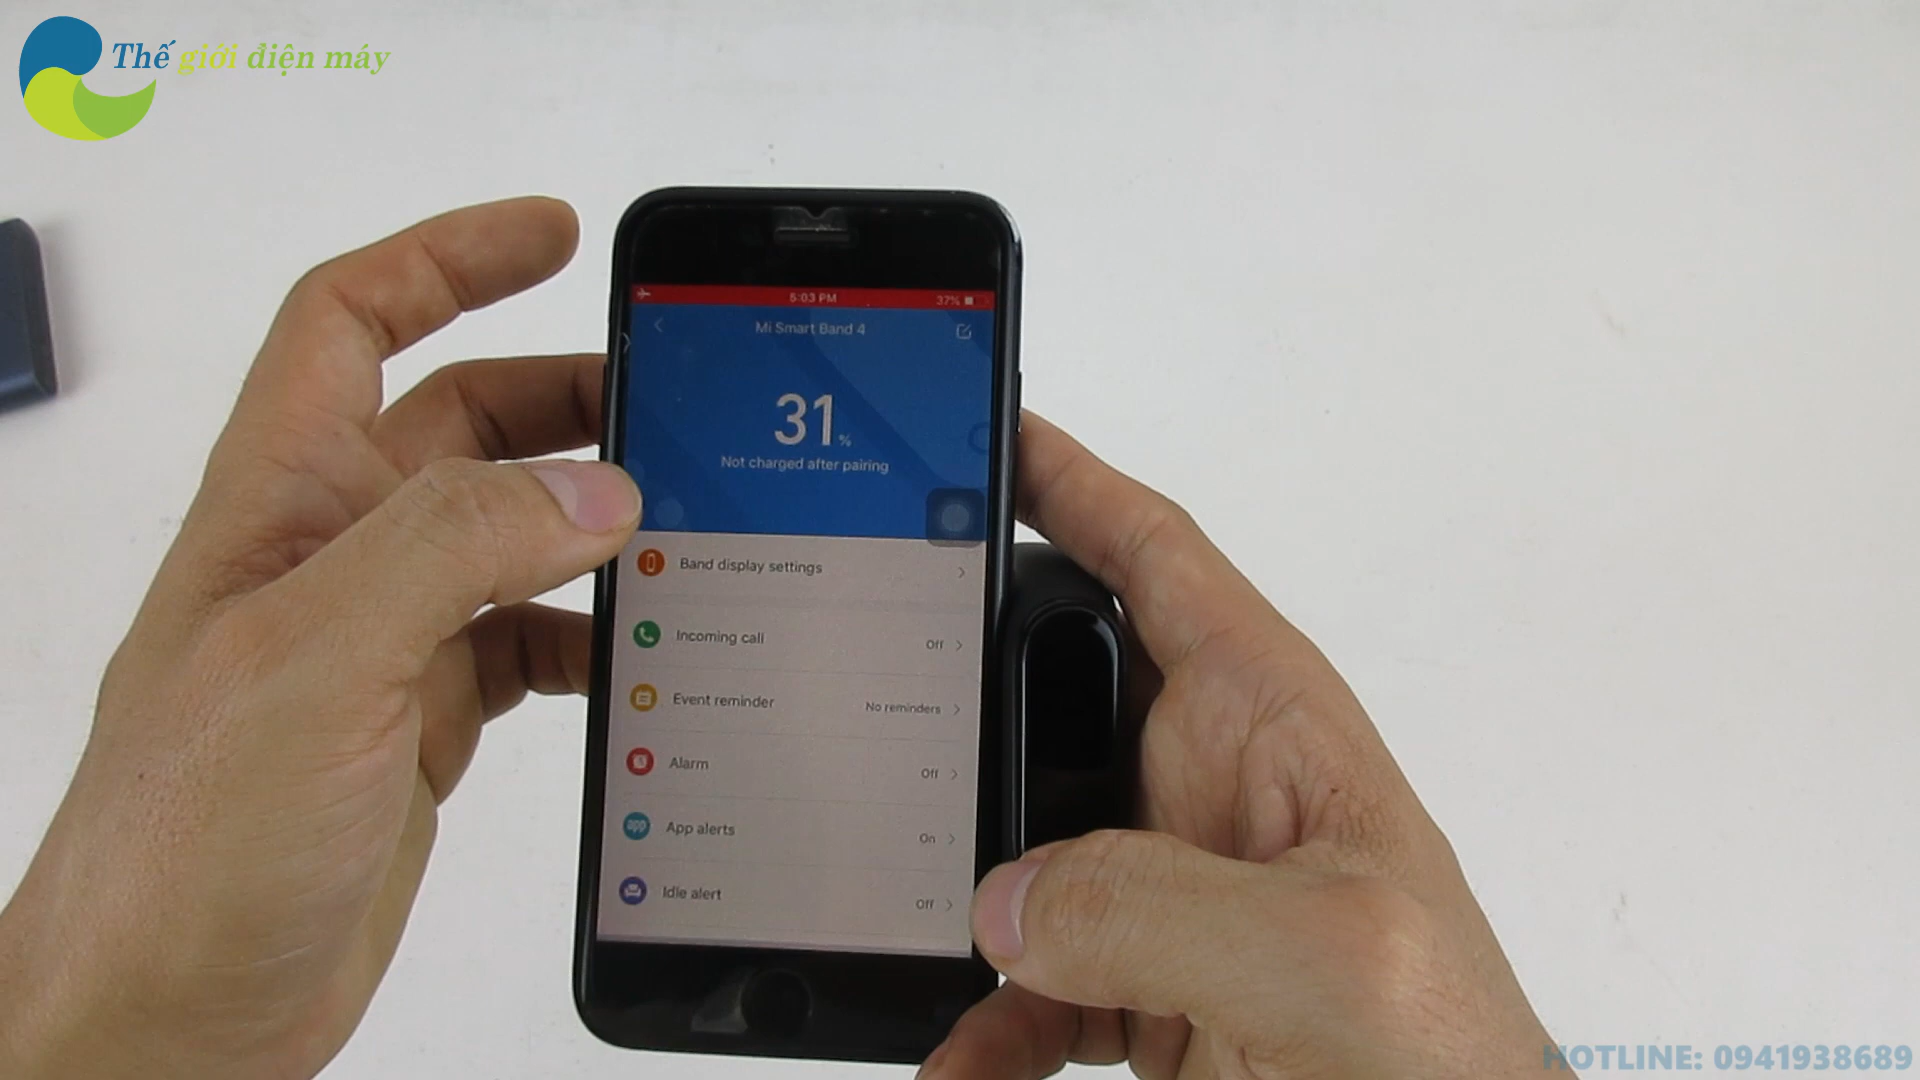 Thế giới điện máy
5:03 PM
37%
Mi Smart Band 4
31%
Not charged after pairing
Band display settings
Incoming call
Off
Event reminder
No reminders
Alarm
Off
app
App alerts
On
Idle alert
Off
HOTLINE: 0941938689